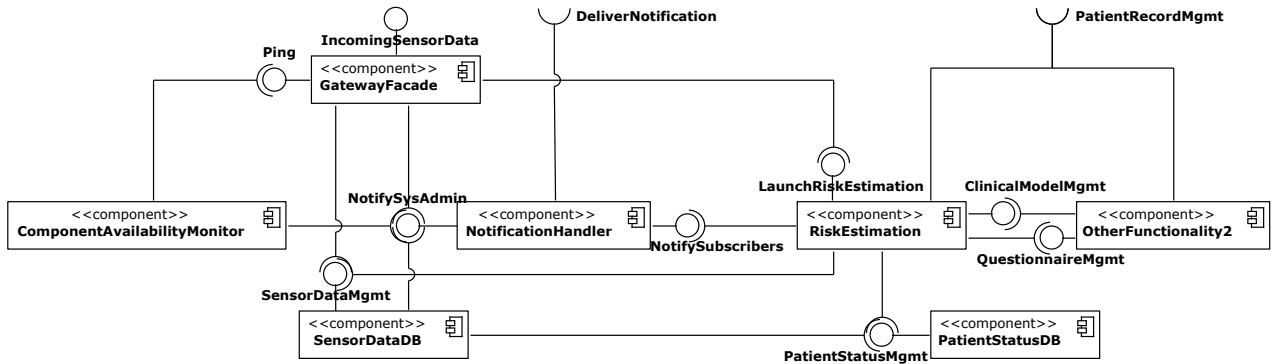 DeliverNotification
PatientRecordMgmt
IncomingSensorData
Ping
<<component>>
GatewayFacade
LaunchRiskEstimation
ClinicalModelMgmt
NotifySysAdmin
<<component>>
ComponentAvailabilityMonitor
<<component>>
NotificationHandler
NotifySubscribers
<<component>>
RiskEstimation
<<component>>
OtherFunctionality2
QuestionnaireMgmt
SensorDataMgmt
<<component>>
SensorDataDB
PatientStatusMgmt
<<component>>
PatientStatusDB